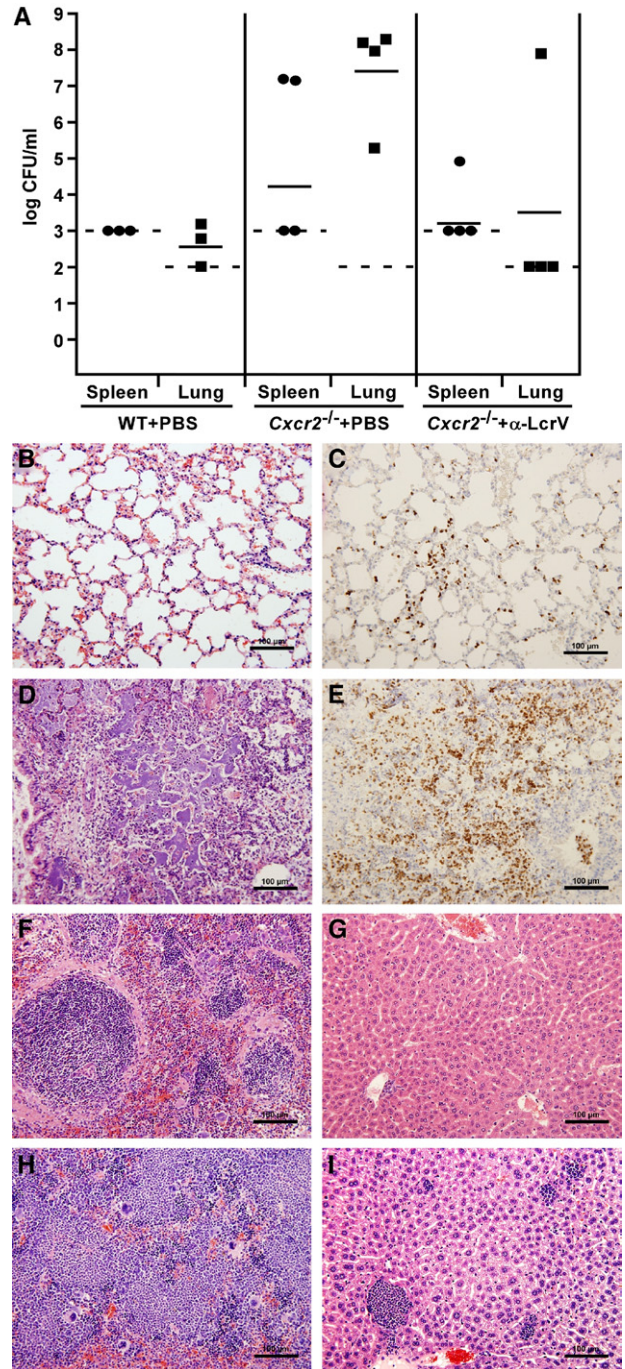 A
log CFU/ml
9
8
7
6
5
4
3
2
1
0
Spleen Lung Spleen Lung Spleen Lung
WT+PBS Cxcr2-/-+PBS Cxcr2-/-+α-LcrV
B
100 µm
C
100 µm
D
100 µm
E
100 µm
F
100 µm
G
100 µm
H
100 µm
I
100 µm